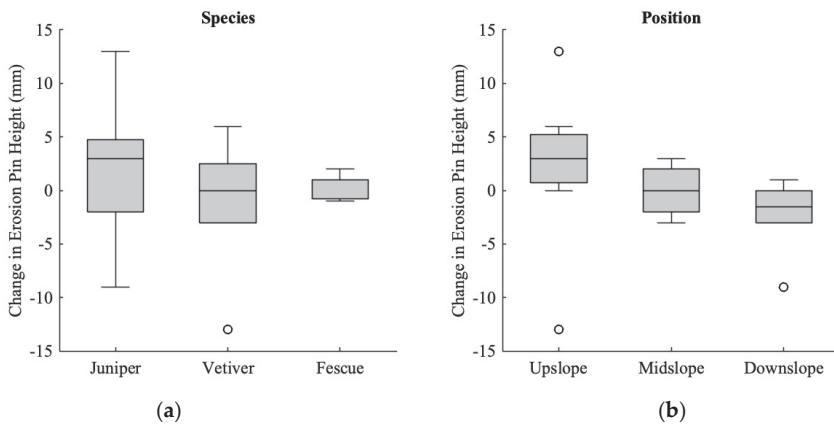 Species
Change in Erosion Pin Height (mm)
15
10
5
0
-5
-10
-15
Juniper Vetiver Fescue
(a)
Position
Change in Erosion Pin Height (mm)
15
10
5
0
-5
-10
-15
Upslope Midslope Downslope
(b)